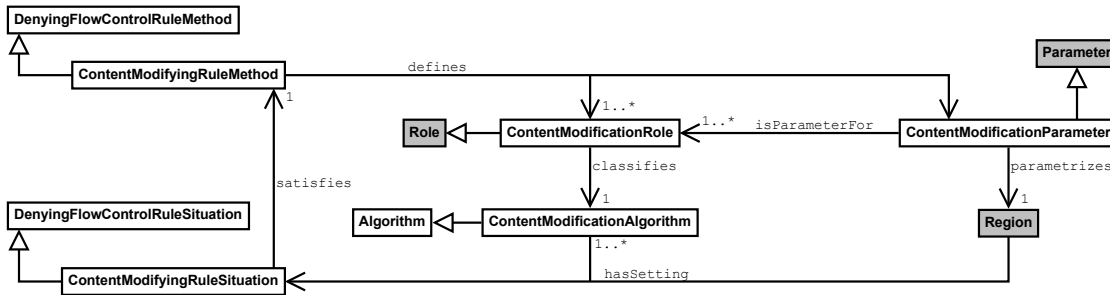 DenyingFlowControlRuleMethod
Parameter
ContentModifyingRuleMethod
defines
1
1..*
Role
ContentModificationRole
1..*
isParameterFor
ContentModificationParameter
classifies
parametrizes
satisfies
1
1
DenyingFlowControlRuleSituation
Algorithm
ContentModificationAlgorithm
Region
1..*
ContentModifyingRuleSituation
hasSetting